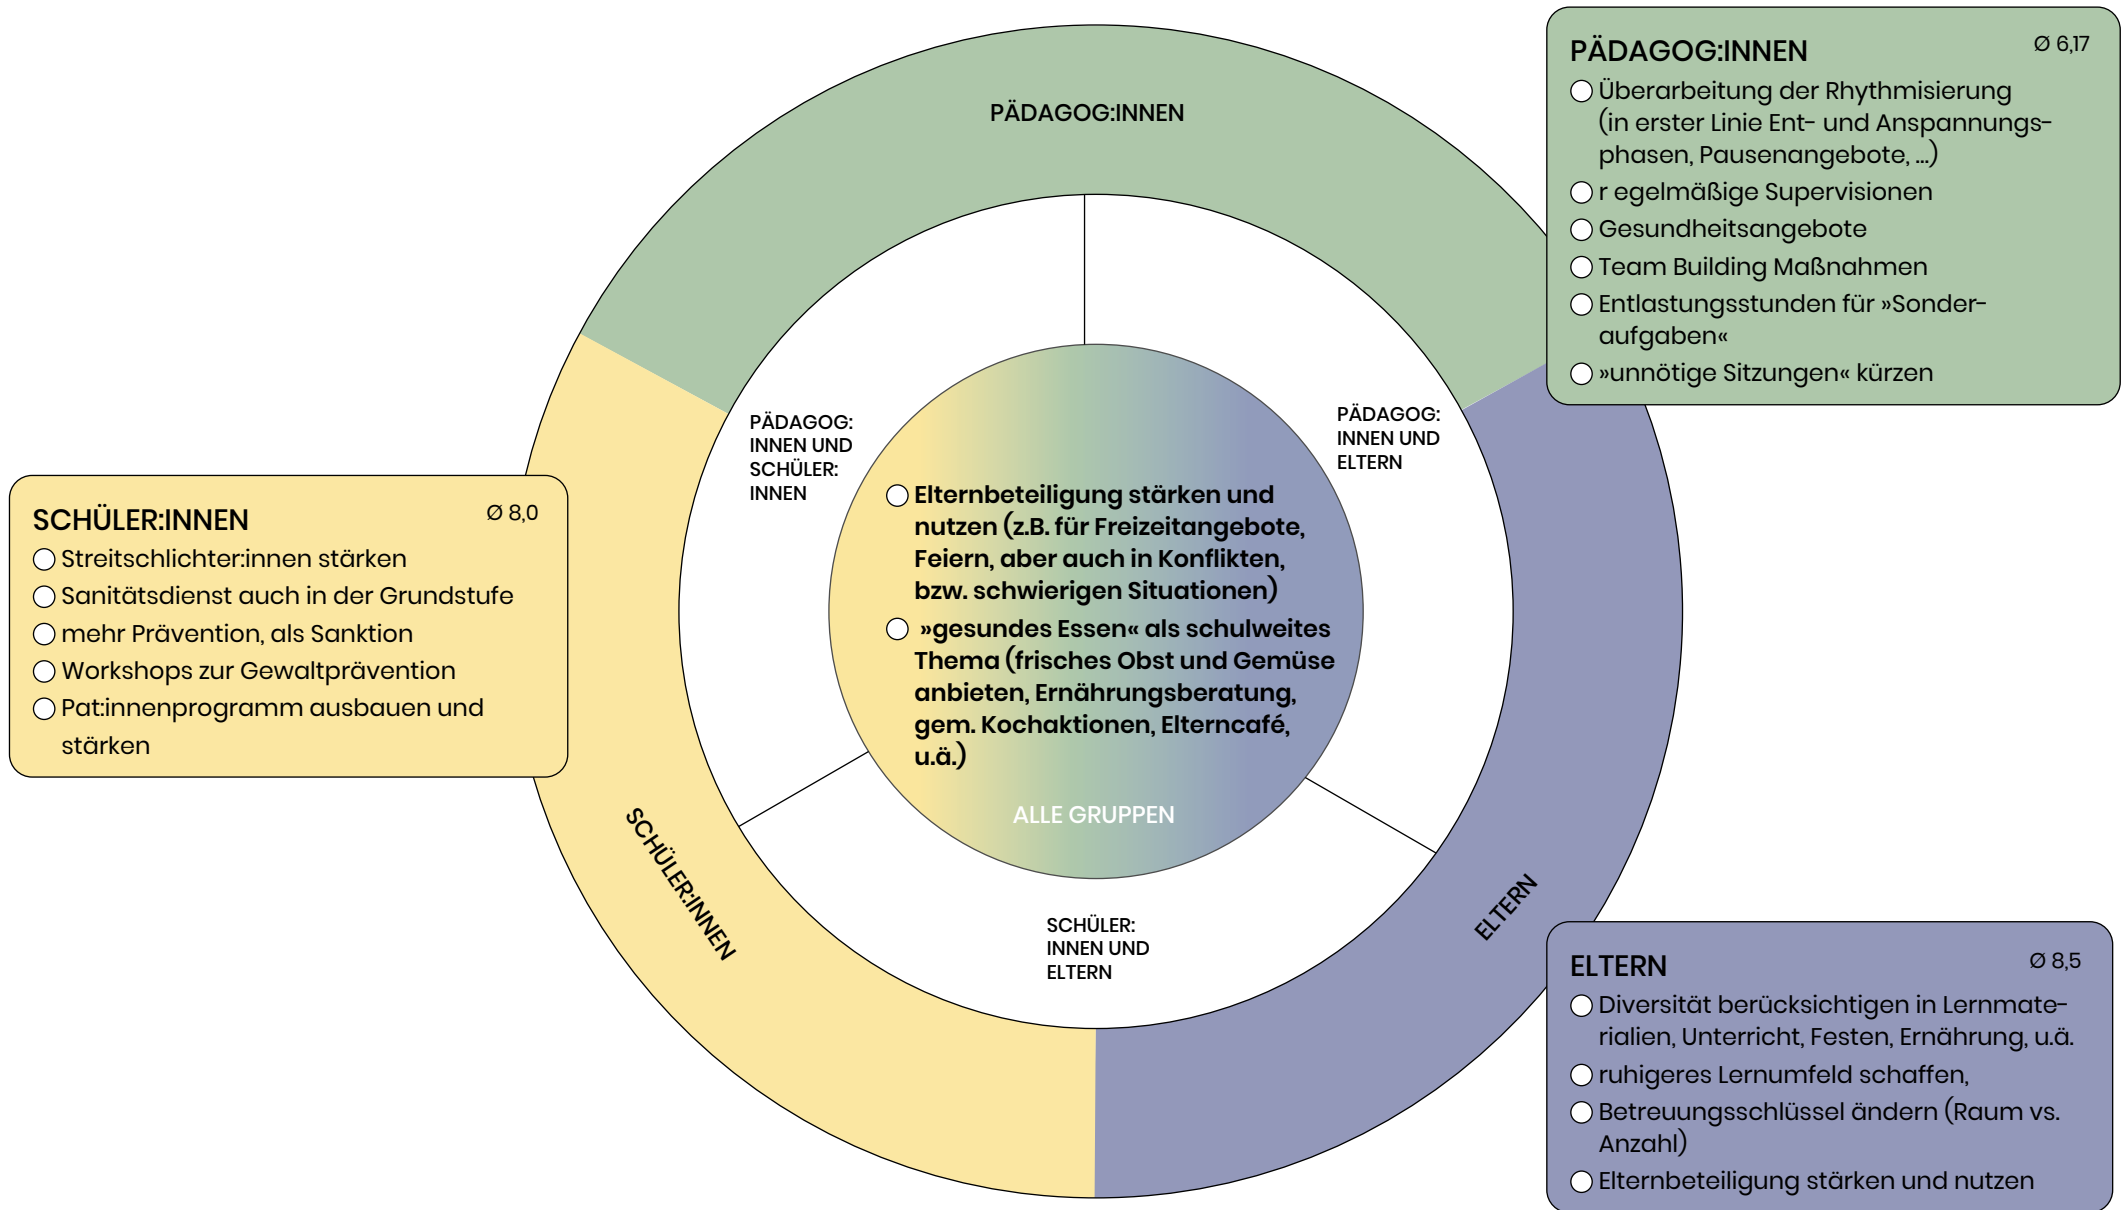 PÄDAGOG:INNEN
PÄDAGOG:INNEN
Ø 6,17
Überarbeitung der Rhythmisierung
(in erster Linie Ent- und Anspannungs-
phasen, Pausenangebote, ...)
r egelmäßige Supervisionen
Gesundheitsangebote
Team Building Maßnahmen
Entlastungsstunden für »Sonder-
aufgaben«
»unnötige Sitzungen« kürzen
PÄDAGOG:
INNEN UND
SCHÜLER:
INNEN
PÄDAGOG:
INNEN UND
ELTERN
SCHÜLER:INNEN
Ø 8,0
Streitschlichter:innen stärken
Sanitätsdienst auch in der Grundstufe
mehr Prävention, als Sanktion
Workshops zur Gewaltprävention
Pat:innenprogramm ausbauen und
stärken
Elternbeteiligung stärken und
nutzen (z.B. für Freizeitangebote,
Feiern, aber auch in Konflikten,
bzw. schwierigen Situationen)
»gesundes Essen« als schulweites
Thema (frisches Obst und Gemüse
anbieten, Ernährungsberatung,
gem. Kochaktionen, Elterncafé,
u.ä.)
ALLE GRUPPEN
SCHÜLER:INNEN
SCHÜLER:
INNEN UND
ELTERN
ELTERN
ELTERN
Ø 8,5
Diversität berücksichtigen in Lernmate-
rialien, Unterricht, Festen, Ernährung, u.ä.
ruhigeres Lernumfeld schaffen,
Betreuungsschlüssel ändern (Raum vs.
Anzahl)
Elternbeteiligung stärken und nutzen